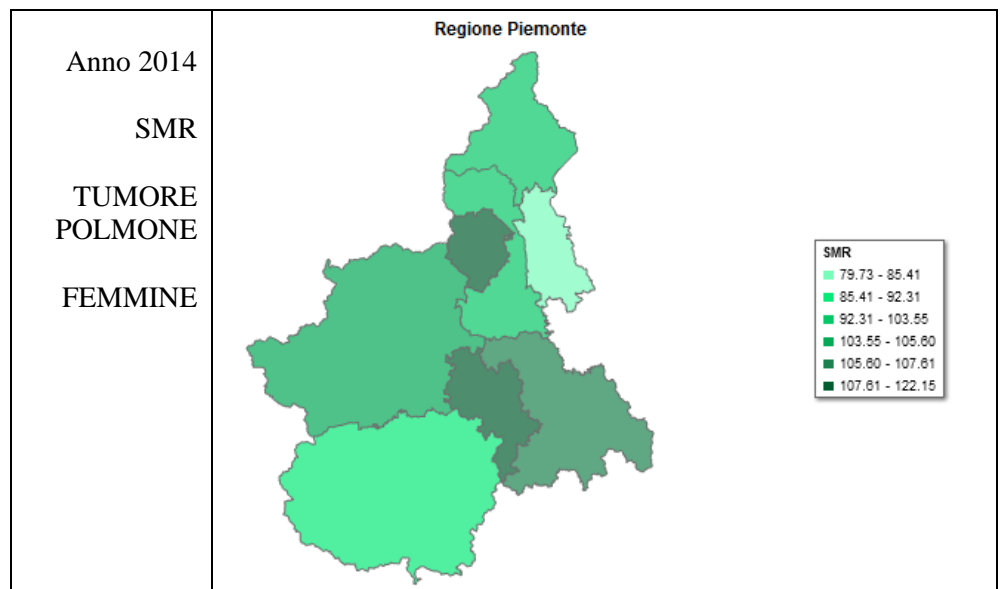 Anno 2014
SMR
TUMORE
POLMONE
FEMMINE
Regione Piemonte
SMR
79.73 - 85.41
85.41 - 92.31
92.31 - 103.55
103.55 - 105.60
105.60 - 107.61
107.61 - 122.15